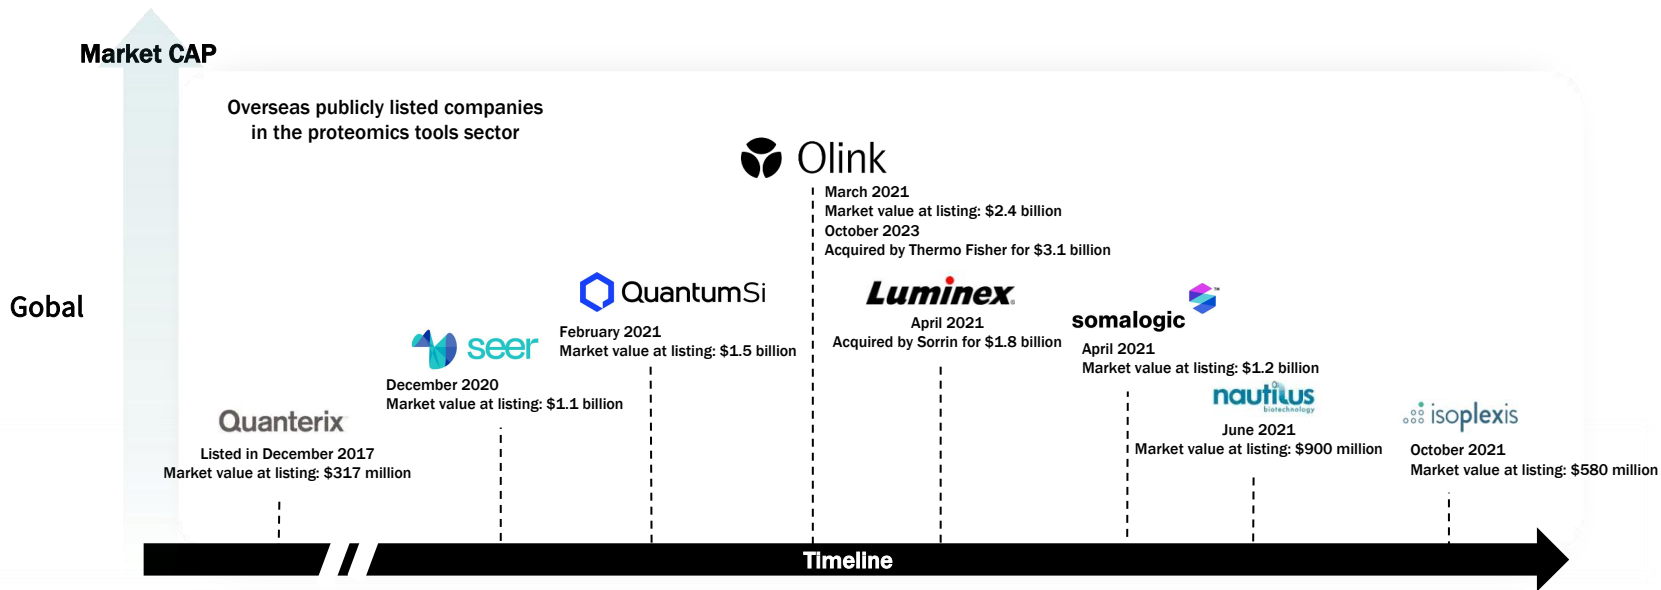 Market CAP
Overseas publicly listed companies
in the proteomics tools sector
Olink
March 2021
Market value at listing: $2.4 billion
October 2023
Acquired by Thermo Fisher for $3.1 billion
Gobal
QuantumSi
February 2021
Market value at listing: $1.5 billion
Luminex
April 2021
Acquired by Sorrin for $1.8 billion
somalogic
TM
April 2021
Market value at listing: $1.2 billion
seer
December 2020
Market value at listing: $1.1 billion
nautilus
biotechnology
June 2021
Market value at listing: $900 million
Quanterix
Listed in December 2017
Market value at listing: $317 million
isoplexis
October 2021
Market value at listing: $580 million
Timeline